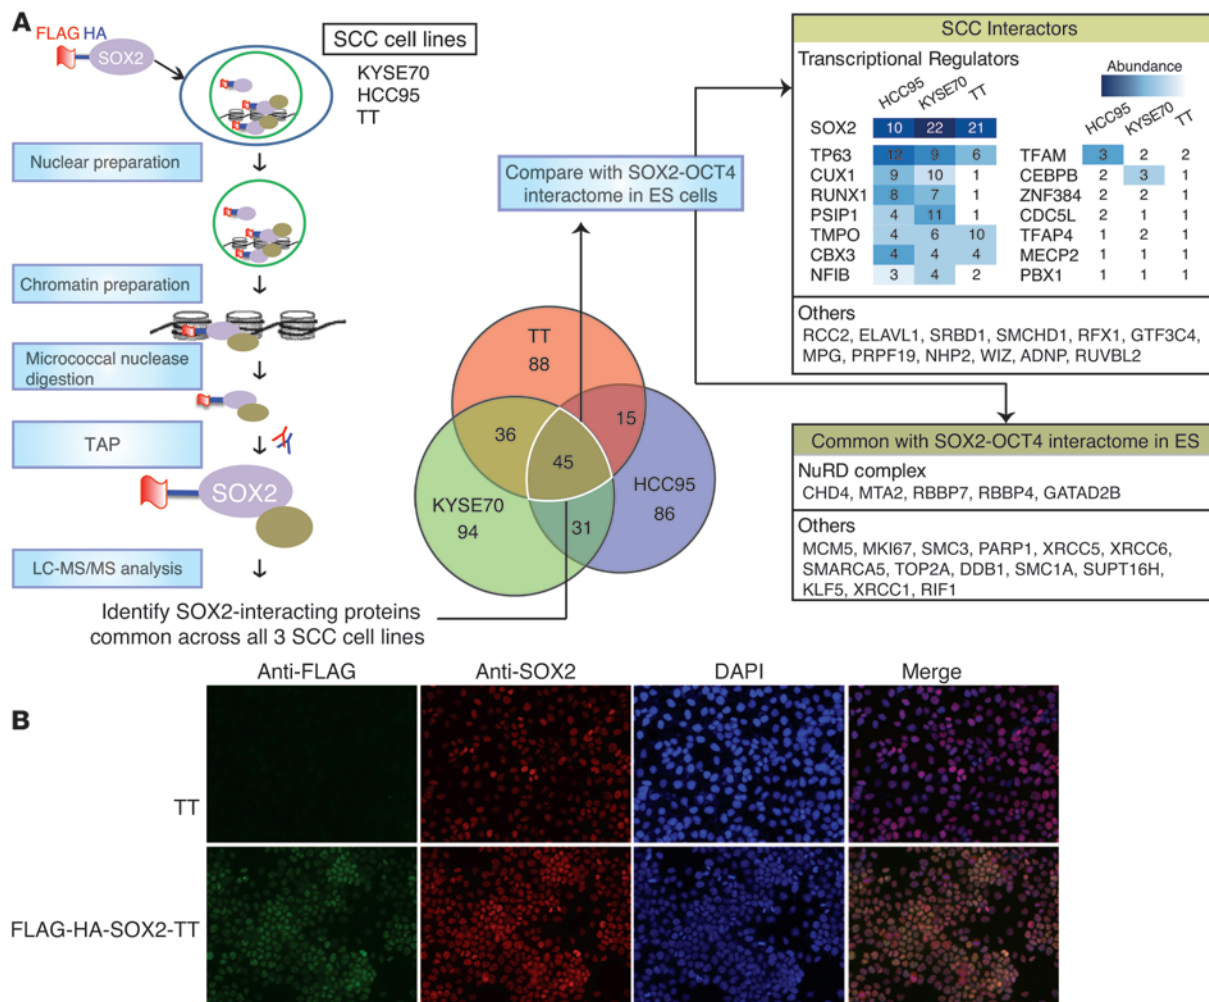 A
FLAG HA
SOX2
SCC cell lines
KYSE70
HCC95
TT
Nuclear preparation
Chromatin preparation
Micrococcal nuclease
digestion
TAP
SOX2
LC-MS/MS analysis
Identify SOX2-interacting proteins
common across all 3 SCC cell lines
Compare with SOX2-OCT4
interactome in ES cells
TT
88
36
15
45
KYSE70
94
31
HCC95
86
SCC Interactors
Transcriptional Regulators
Abundance
HCC95 KYSE70 TT
SOX2 10 22 21
TP63 12 9 6
CUX1 9 10 1
RUNX1 8 7 1
PSIP1 4 11 1
TMPO 4 6 10
CBX3 4 4 4
NFIB 3 4 2
HCC95 KYSE70 TT
TFAM 3 2 2
CEBPB 2 3 1
ZNF384 2 2 1
CDC5L 2 1 1
TFAP4 1 2 1
MECP2 1 1 1
PBX1 1 1 1
Others
RCC2, ELAVL1, SRBD1, SMCHD1, RFX1, GTF3C4,
MPG, PRPF19, NHP2, WIZ, ADNP, RUVBL2
Common with SOX2-OCT4 interactome in ES
NuRD complex
CHD4, MTA2, RBBP7, RBBP4, GATAD2B
Others
MCM5, MKI67, SMC3, PARP1, XRCC5, XRCC6,
SMARCA5, TOP2A, DDB1, SMC1A, SUPT16H,
KLF5, XRCC1, RIF1
B
Anti-FLAG Anti-SOX2 DAPI Merge
TT
FLAG-HA-SOX2-TT